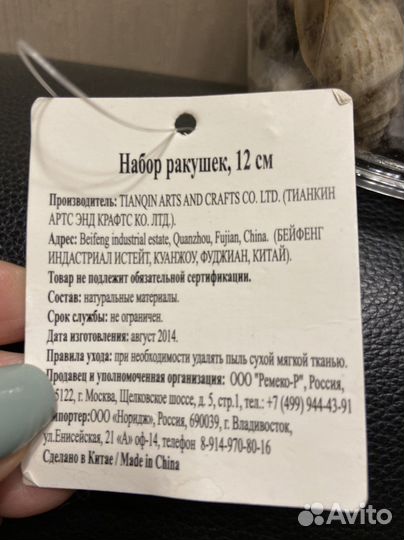 Набор ракушек, 12 см
Производитель: TIANQIN ARTS AND CRAFTS CO. LTD. (ТИАНКИН
АРТС ЭНД КРАФТС КО. ЛТД.).
Адрес: Beifeng industrial estate, Quanzhou, Fujian, China. (БЕЙФЕНГ
ИНДАСТРИАЛ ИСТЕЙТ, КУАНЖОУ, ФУДЖИАН, КИТАЙ).
Товар не подлежит обязательной сертификации.
Состав: натуральные материалы.
Срок службы: не ограничен.
Дата изготовления: август 2014.
Правила ухода: при необходимости удалять пыль сухой мягкой тканью.
Продавец и уполномоченная организация: ООО "Ремеко-Р", Россия,
5122, г. Москва, Щелковское шоссе, д. 5, стр.1, тел.: +7 (499) 944-43-91
мпортер:ООО «Норидж», Россия, 690039, г. Владивосток,
ул.Енисейская, 21 «А» оф-14, телефон 8-914-970-80-16
Сделано в Китае / Made in China
Avito